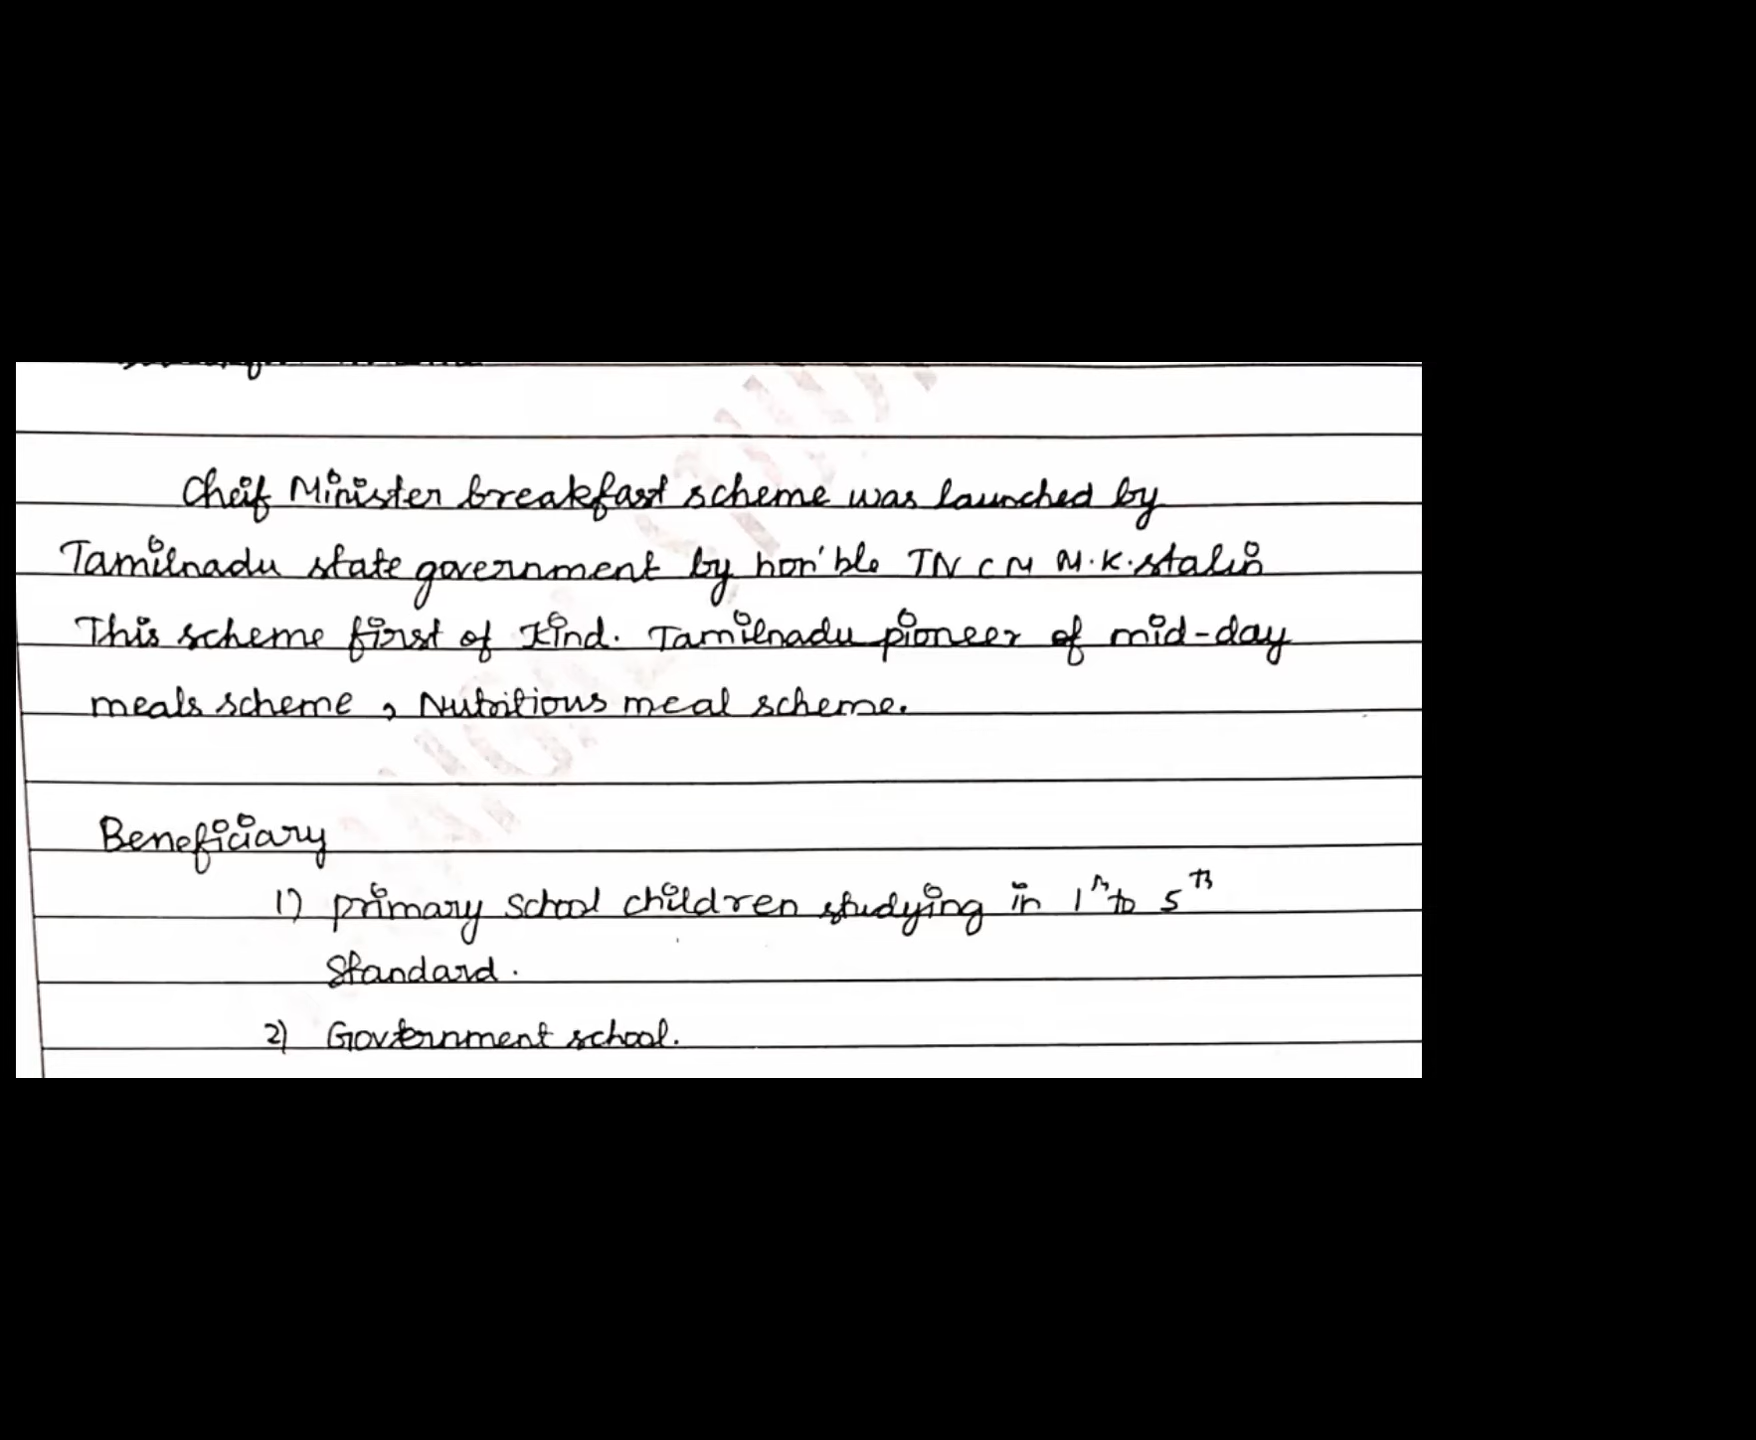 Cheif Minister breakfast scheme was launched by
Tamilnadu state government by hon'ble TN CM M.K.stalin
This scheme first of kind. Tamilnadu pioneer of mid-day
meals scheme, Nutritious meal scheme.
Beneficiary
1) primary school children studying in 1st to 5th
Standard.
2) Government school.